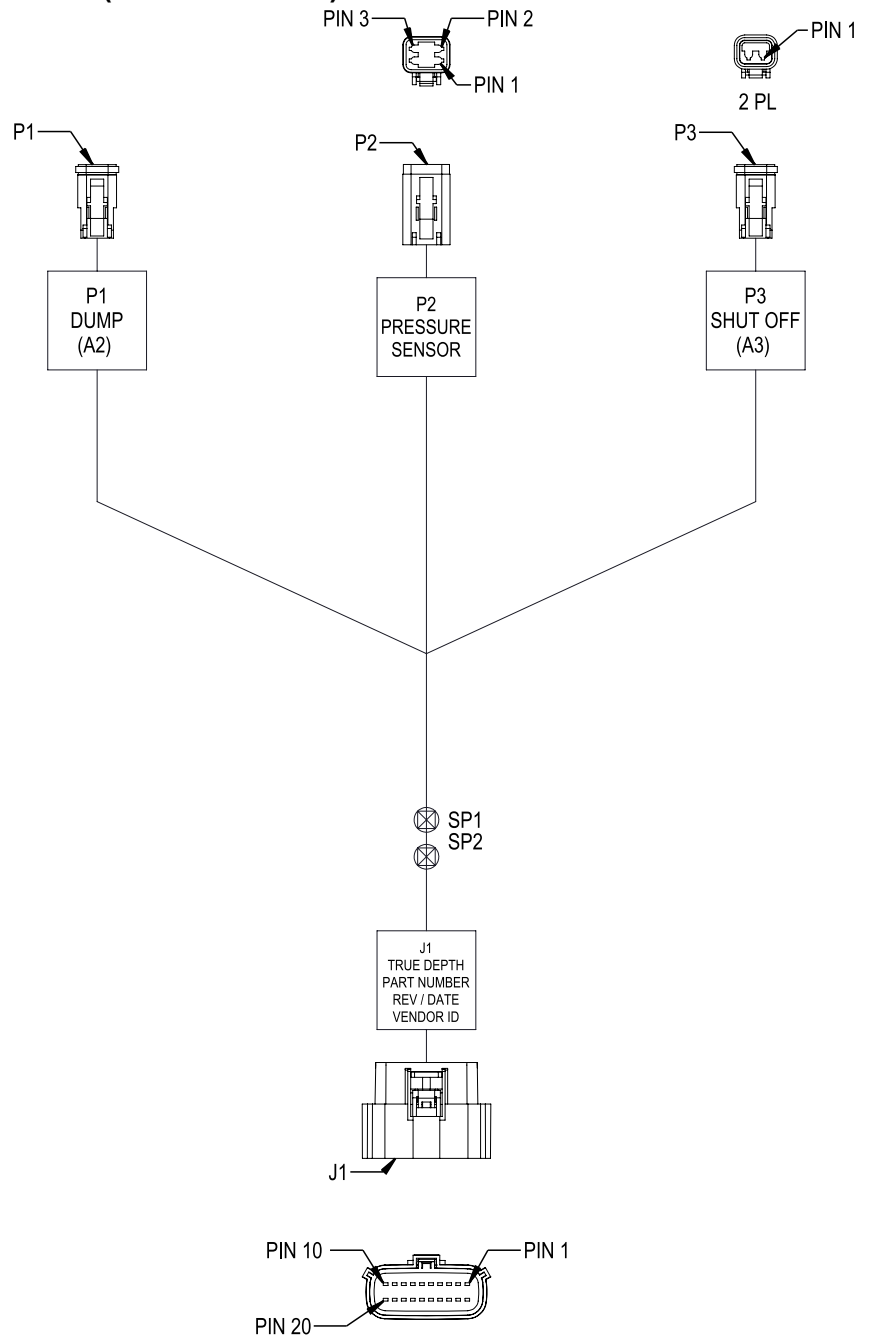 PIN 3
PIN 2
PIN 1
PIN 1
2 PL
P1
P2
P3
P1
DUMP
(A2)
P2
PRESSURE
SENSOR
P3
SHUT OFF
(A3)
SP1
SP2
J1
TRUE DEPTH
PART NUMBER
REV / DATE
VENDOR ID
J1
PIN 10
PIN 1
PIN 20